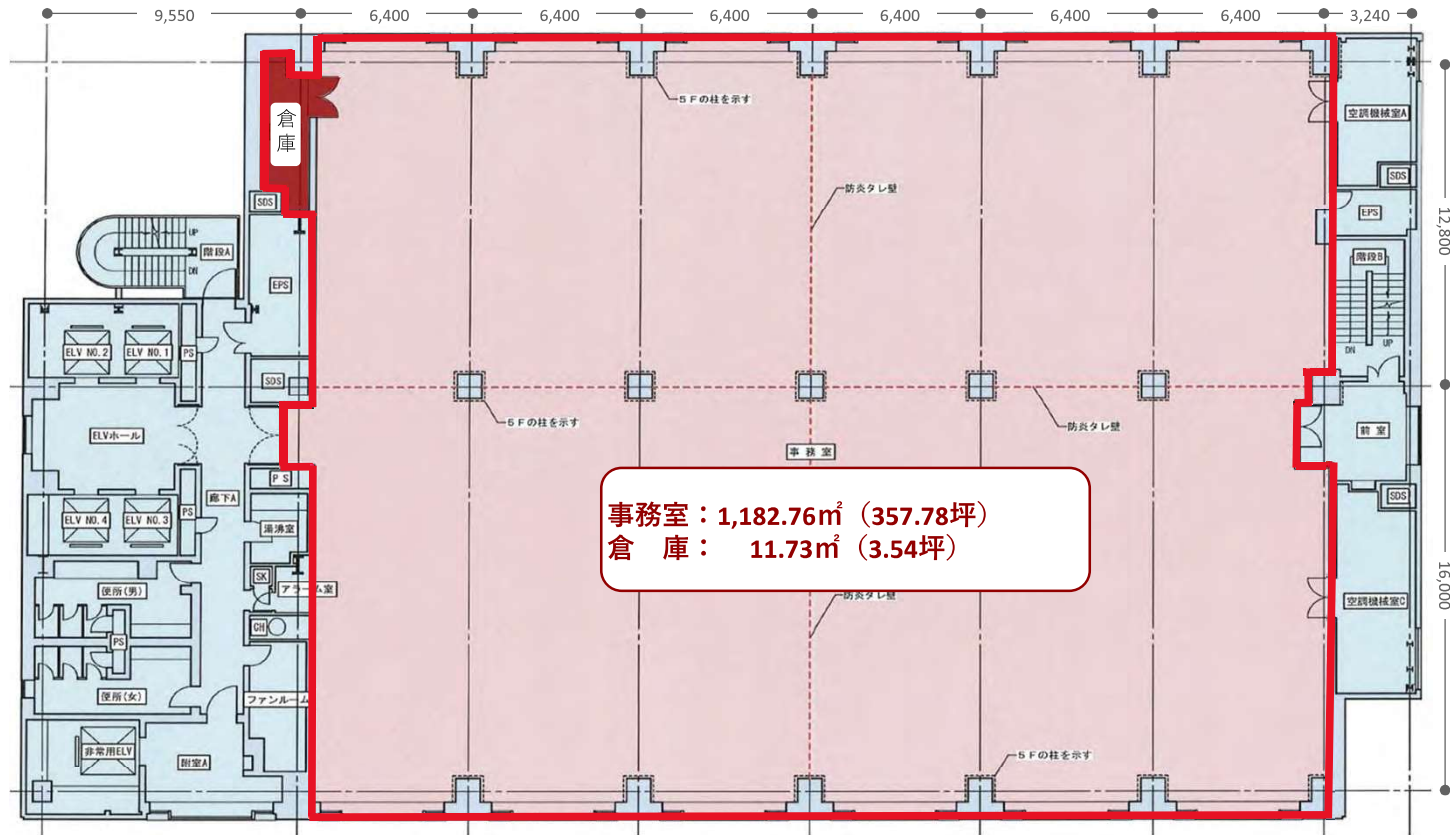 9,550
6,400
6,400
6,400
6,400
6,400
6,400
3,240
倉庫
5Fの柱を示す
空調機械室A
SDS
防炎タレ壁
SDS
EPS
12,800
UP
階段A
DN
階段B
EPS
DN
UP
ELV NO.2
ELV NO.1
PS
SDS
5Fの柱を示す
防炎タレ壁
前室
ELVホール
事務室
PS
廊下A
SDS
ELV NO.4
ELV NO.3
PS
湯沸室
事務室：1,182.76㎡（357.78坪）
倉　庫：　11.73㎡（3.54坪）
SK
アラーム室
便所(男)
防炎タレ壁
空調機械室C
16,000
CH
PS
便所(女)
ファンルーム
非常用ELV
附室A
5Fの柱を示す